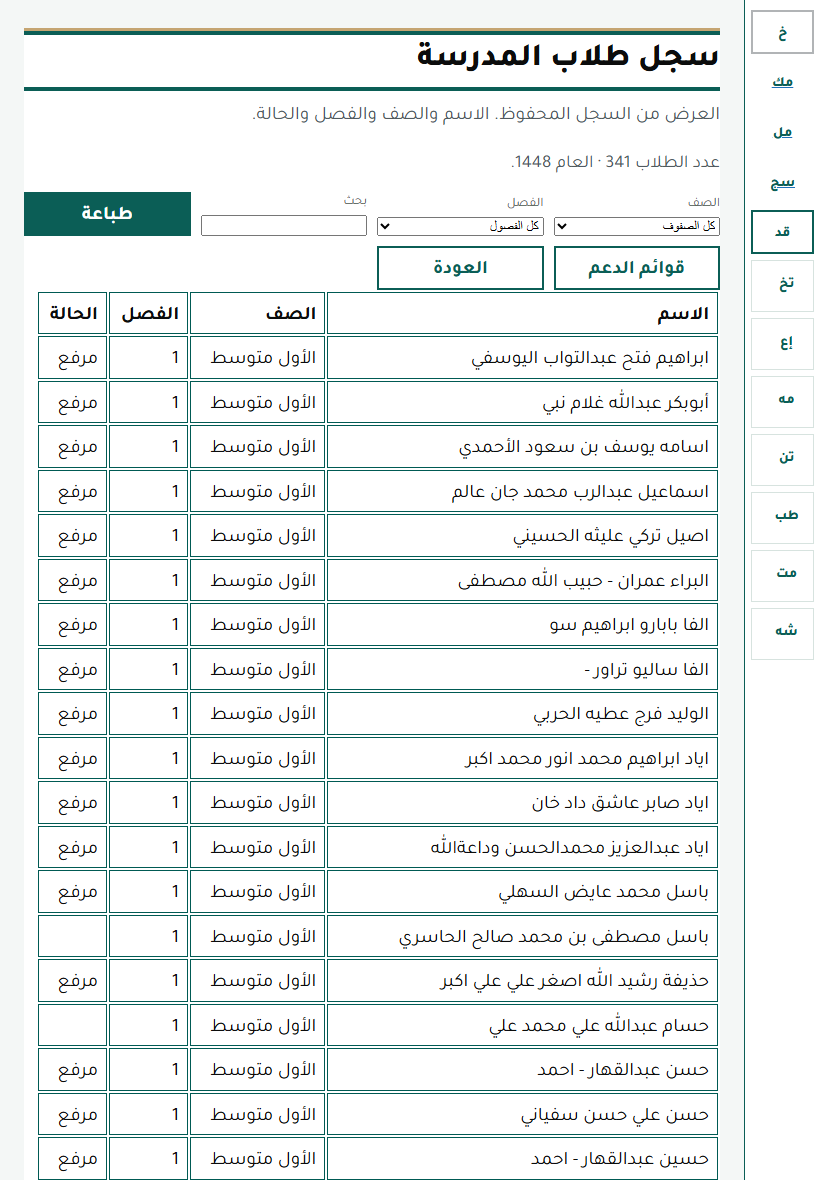 خ
مك
مل
سج
قد
تخ
إع
مه
تن
طب
مت
شه
سجل طلاب المدرسة
العرض من السجل المحفوظ. الاسم والصف والفصل والحالة.
عدد الطلاب 341 · العام 1448.
الصف الفصل بحث
كل الصفوف كل الفصول طباعة
قوائم الدعم العودة
الاسم الصف الفصل الحالة
ابراهيم فتح عبدالتواب اليوسفي الأول متوسط 1 مرفع
أبوبكر عبدالله غلام نبي الأول متوسط 1 مرفع
اسامه يوسف بن سعود الأحمدي الأول متوسط 1 مرفع
اسماعيل عبدالرب محمد جان عالم الأول متوسط 1 مرفع
اصيل تركي عليثه الحسيني الأول متوسط 1 مرفع
البراء عمران - حبيب الله مصطفى الأول متوسط 1 مرفع
الفا بابارو ابراهيم سو الأول متوسط 1 مرفع
الفا ساليو تراور - الأول متوسط 1 مرفع
الوليد فرج عطيه الحربي الأول متوسط 1 مرفع
اياد ابراهيم محمد انور محمد اكبر الأول متوسط 1 مرفع
اياد صابر عاشق داد خان الأول متوسط 1 مرفع
اياد عبدالعزيز محمدالحسن وداعةالله الأول متوسط 1 مرفع
باسل محمد عايض السهلي الأول متوسط 1 مرفع
باسل مصطفى بن محمد صالح الحاسري الأول متوسط 1
حذيفة رشيد الله اصغر علي علي اكبر الأول متوسط 1 مرفع
حسام عبدالله علي محمد علي الأول متوسط 1
حسن عبدالقهار - احمد الأول متوسط 1 مرفع
حسن علي حسن سفياني الأول متوسط 1 مرفع
حسين عبدالقهار - احمد الأول متوسط 1 مرفع